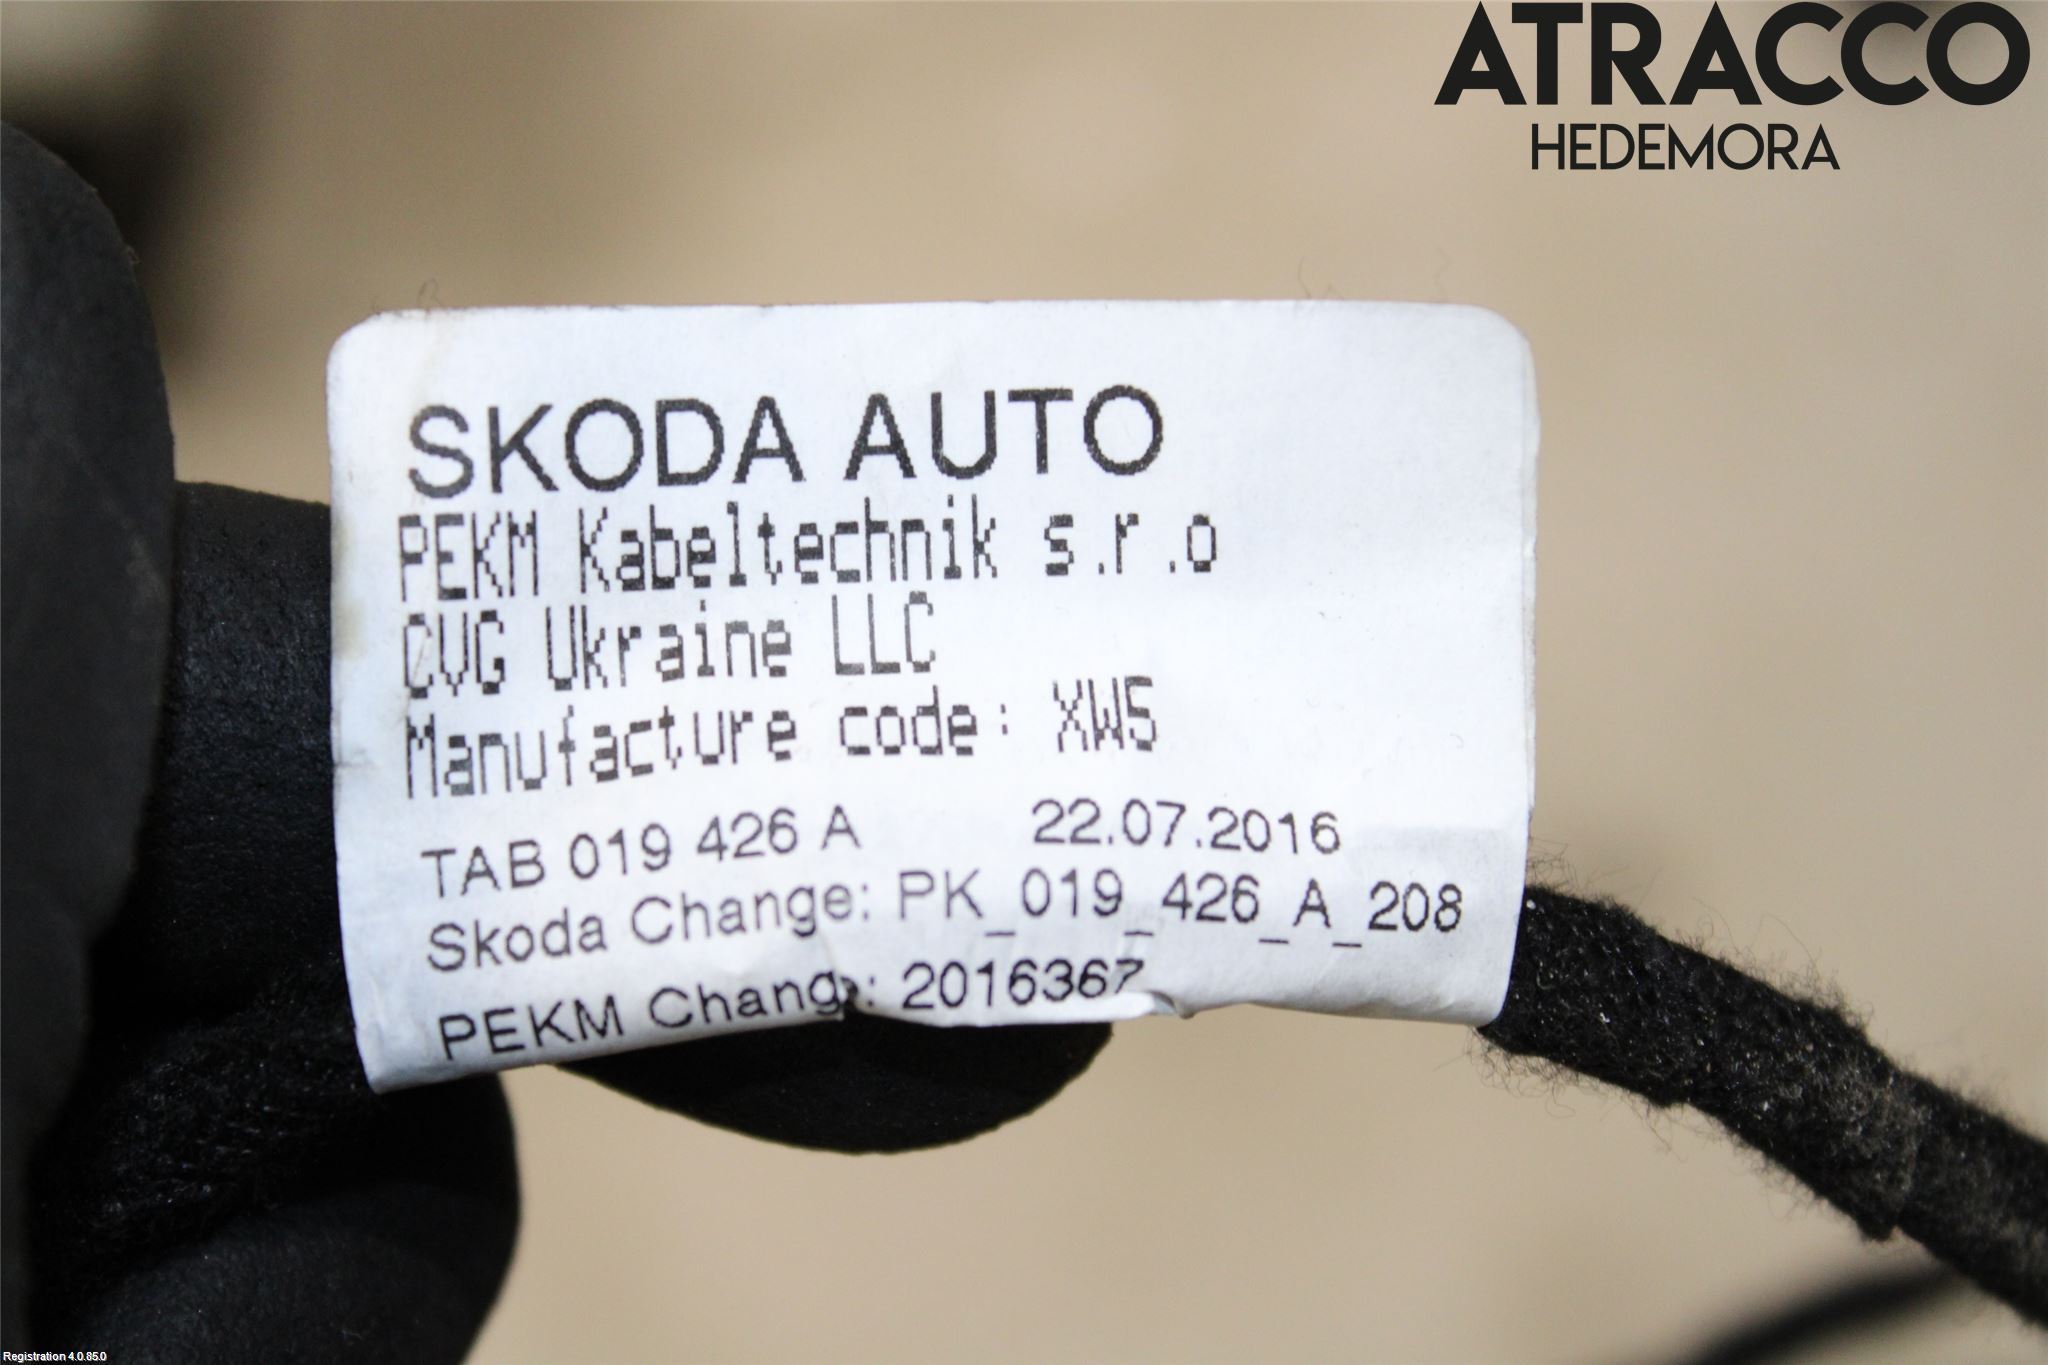 ATRACCO
HEDEMORA
SKODA AUTO
PEKM Kabeltechnik s.r.o
CVG Ukraine LLC
Manufacture code: XW5
TAB 019 426 A 22.07.2016
Skoda Change: PK_019_426_A_208
PEKM Chang.: 2016367
Registration 4.0.85.0